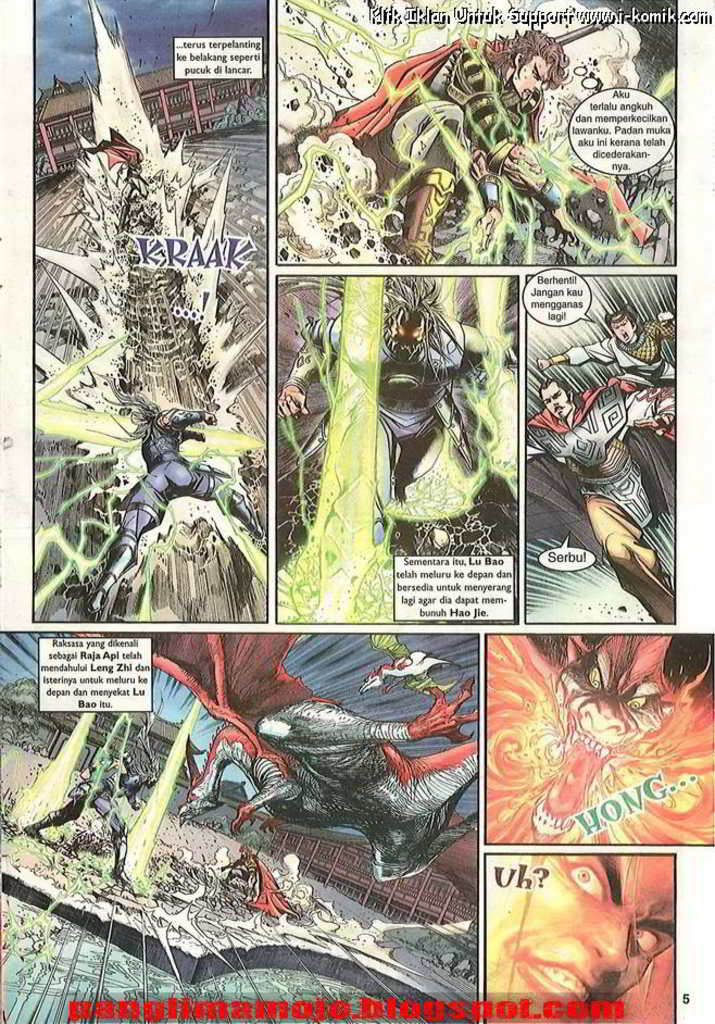 Klik Iklan Untuk Support www.i-komik.com
...terus terpelanting
ke belakang seperti
pucuk di lancar.
KRAAK
...!
Aku
terlalu angkuh
dan memperkecilkan
lawanku. Padan muka
aku ini kerana telah
dicederakan-
nya.
Sementara itu, Lu Bao
telah meluru ke depan dan
bersedia untuk menyerang
lagi agar dia dapat mem-
bunuh Hao Jie.
Berhenti!
Jangan kau
mengganas
lagi!
Serbu!
Raksasa yang dikenali
sebagai Raja Api telah
mendahului Leng Zhi dan
isterinya untuk meluru ke
depan dan menyekat Lu
Bao itu.
HONG...
Uh?
5
panglimamojo.blogspot.com